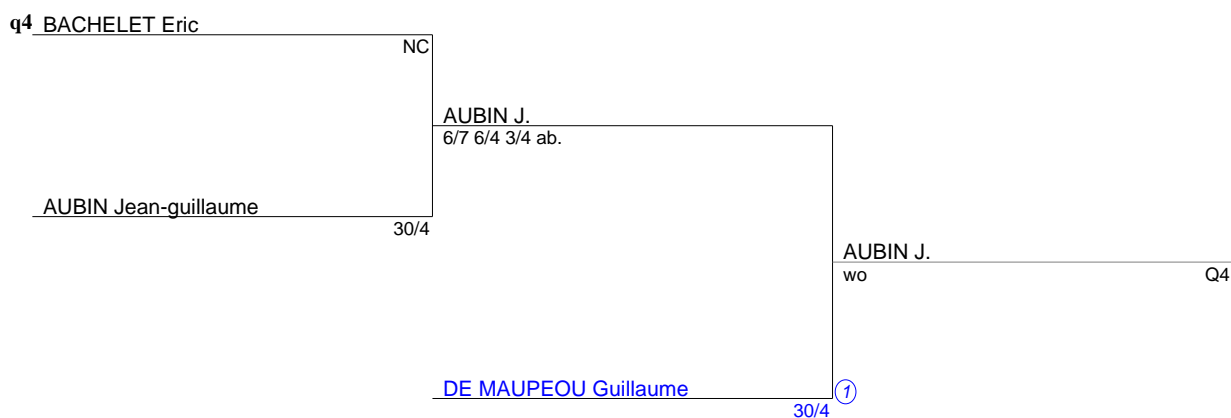 q4 BACHELET Eric
NC
AUBIN J.
6/7 6/4 3/4 ab.
AUBIN Jean-guillaume
30/4
AUBIN J.
wo
Q4
DE MAUPEOU Guillaume
1
30/4